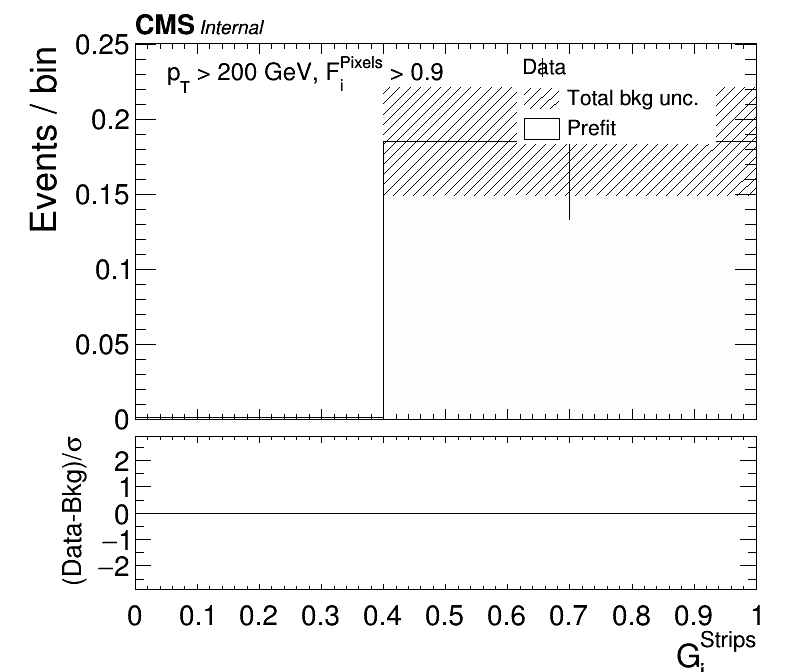 CMS Internal
p_T > 200 GeV, F_i^Pixels > 0.9
Data
Total bkg unc.
Prefit
Events / bin
0.25
0.2
0.15
0.1
0.05
0
(Data-Bkg)/σ
2
1
0
−1
−2
0 0.1 0.2 0.3 0.4 0.5 0.6 0.7 0.8 0.9 1
G_i^Strips